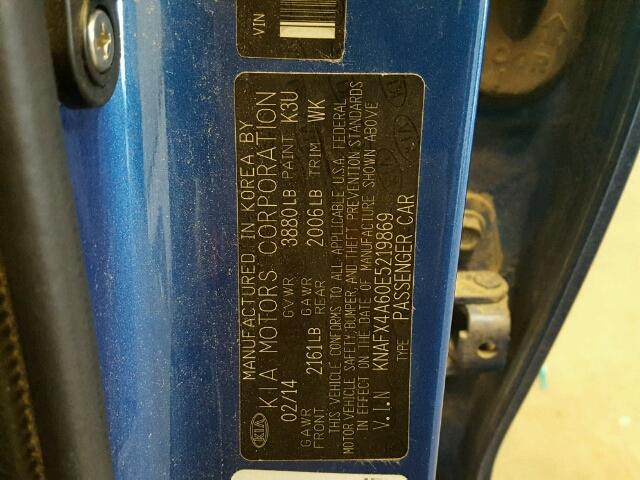 VIN
MANUFACTURED IN KOREA BY
KIA MOTORS CORPORATION
02/14 GVWR 3880LB PAINT K3U
GAWR FRONT 2161LB GAWR REAR 2006LB TRIM WK
THIS VEHICLE CONFORMS TO ALL APPLICABLE U.S.A. FEDERAL
MOTOR VEHICLE SAFETY, BUMPER, AND THEFT PREVENTION STANDARDS
IN EFFECT ON THE DATE OF MANUFACTURE SHOWN ABOVE
V.I.N KNAFX4A60E5219869
TYPE PASSENGER CAR
KIA